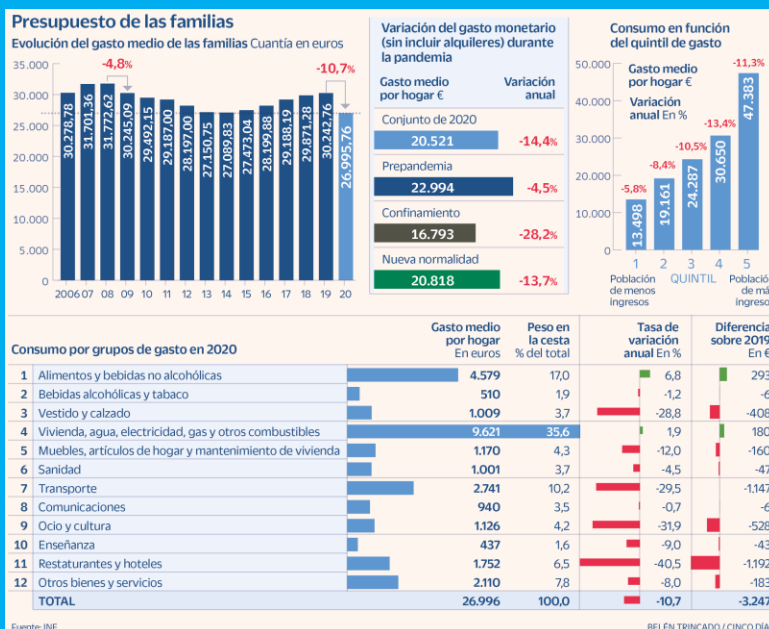 Presupuesto de las familias
Evolución del gasto medio de las familias Cuantía en euros
35.000
30.000
25.000
20.000
15.000
10.000
5.000
0
-4,8%
-10,7%
30.278,78
31.701,36
31.772,62
30.245,09
29.492,15
29.187,00
28.197,00
27.150,75
27.089,83
27.473,04
28.199,88
29.188,19
29.871,28
30.242,76
26.995,76
2006 07 08 09 10 11 12 13 14 15 16 17 18 19 20
Variación del gasto monetario
(sin incluir alquileres) durante
la pandemia
Gasto medio Variación
por hogar € anual
Conjunto de 2020
20.521 -14,4%
Prepandemia
22.994 -4,5%
Confinamiento
16.793 -28,2%
Nueva normalidad
20.818 -13,7%
Consumo en función
del quintil de gasto
50.000
40.000
30.000
20.000
10.000
0
Gasto medio
por hogar €
Variación
anual En %
-5,8%
13.498
-8,4%
19.161
-10,5%
24.287
-13,4%
30.650
-11,3%
47.383
1 2 3 4 5
QUINTIL
Población
de menos
ingresos
Población
de má
ingreso
Consumo por grupos de gasto en 2020
Gasto medio Peso en Tasa de Diferencia
por hogar la cesta variación sobre 2019
En euros % del total anual En % En €
1 Alimentos y bebidas no alcohólicas 4.579 17,0 6,8 293
2 Bebidas alcohólicas y tabaco 510 1,9 -1,2 -6
3 Vestido y calzado 1.009 3,7 -28,8 -408
4 Vivienda, agua, electricidad, gas y otros combustibles 9.621 35,6 1,9 180
5 Muebles, artículos de hogar y mantenimiento de vivienda 1.170 4,3 -12,0 -160
6 Sanidad 1.001 3,7 -4,5 -47
7 Transporte 2.741 10,2 -29,5 -1.147
8 Comunicaciones 940 3,5 -0,7 -6
9 Ocio y cultura 1.126 4,2 -31,9 -528
10 Enseñanza 437 1,6 -9,0 -43
11 Restaturantes y hoteles 1.752 6,5 -40,5 -1.192
12 Otros bienes y servicios 2.110 7,8 -8,0 -183
TOTAL 26.996 100,0 -10,7 -3.247
Fuente: INE BELÉN TRINCADO / CINCO DÍA